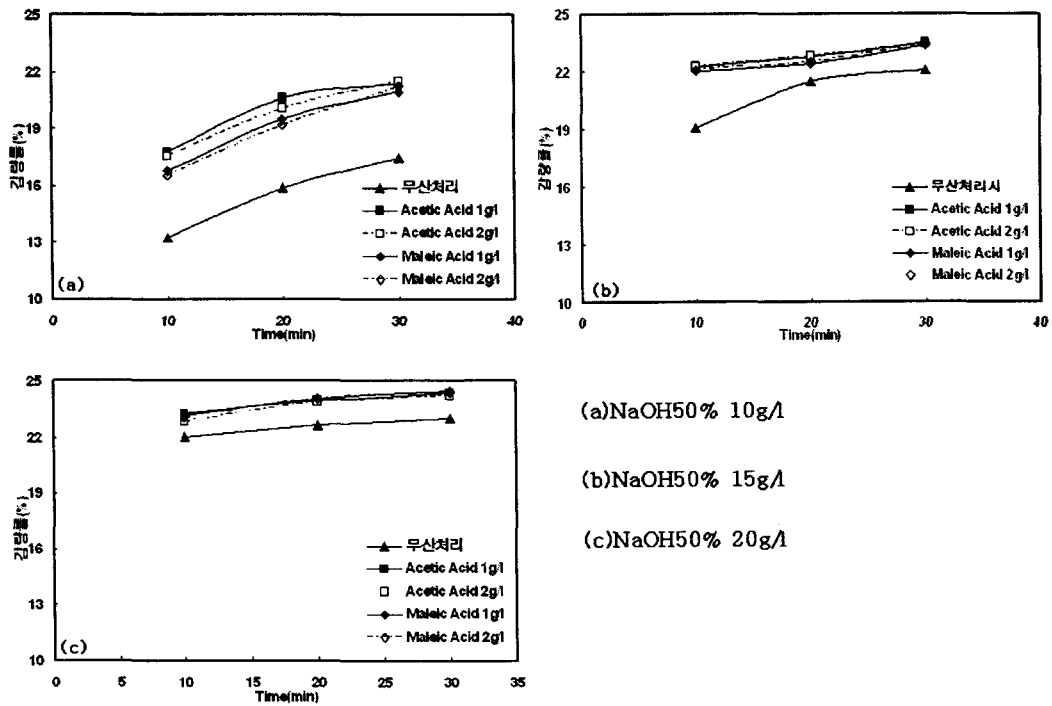 25
22
19
16
13
10
감량률(%)
(a)
무산처리
Acetic Acid 1g/l
Acetic Acid 2g/l
Maleic Acid 1g/l
Maleic Acid 2g/l
0
10
20
30
40
Time(min)
25
22
19
16
13
10
감량률(%)
(b)
무산처리시
Acetic Acid 1g/l
Acetic Acid 2g/l
Maleic Acid 1g/l
Maleic Acid 2g/l
0
10
20
30
40
Time(min)
25
22
19
16
13
10
감량률(%)
(c)
무산처리
Acetic Acid 1g/l
Acetic Acid 2g/l
Maleic Acid 1g/l
Maleic Acid 2g/l
0
5
10
15
20
25
30
35
Time(min)
(a)NaOH50% 10g/l
(b)NaOH50% 15g/l
(c)NaOH50% 20g/l